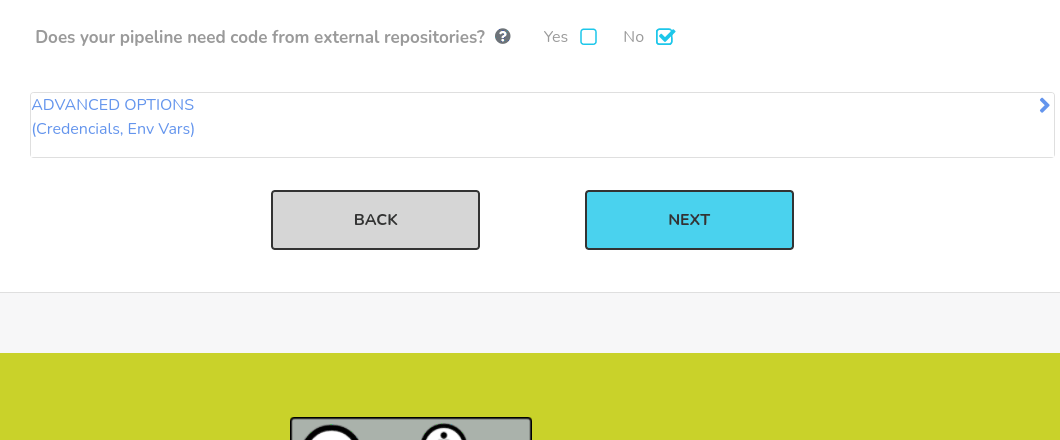 Does your pipeline need code from external repositories? ? Yes No
ADVANCED OPTIONS
(Credencials, Env Vars)
BACK NEXT